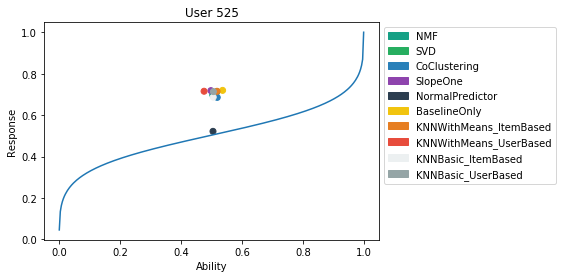 User 525
1.0
0.8
0.6
0.4
0.2
0.0
Response
0.0 0.2 0.4 0.6 0.8 1.0
Ability
NMF
SVD
CoClustering
SlopeOne
NormalPredictor
BaselineOnly
KNNWithMeans_ItemBased
KNNWithMeans_UserBased
KNNBasic_ItemBased
KNNBasic_UserBased